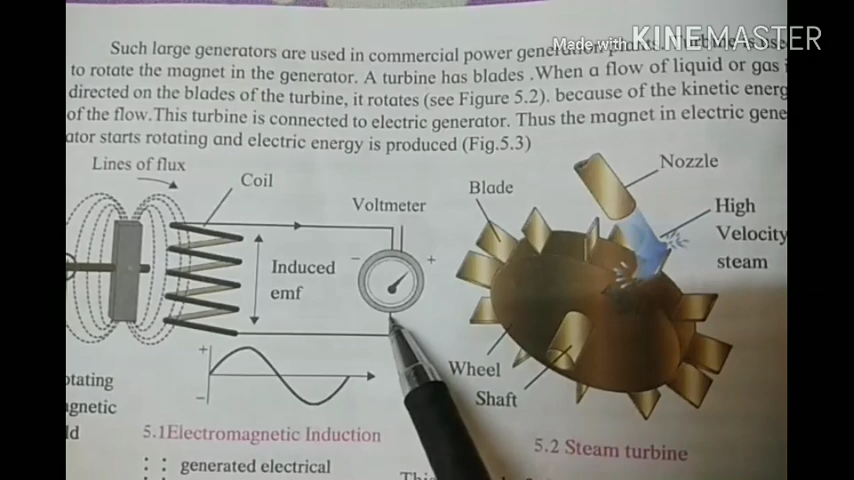 Made with KINEMASTER
Such large generators are used in commercial power generation plants. Turbine is use
to rotate the magnet in the generator. A turbine has blades .When a flow of liquid or gas i
directed on the blades of the turbine, it rotates (see Figure 5.2). because of the kinetic energ
of the flow.This turbine is connected to electric generator. Thus the magnet in electric gene
ator starts rotating and electric energy is produced (Fig.5.3)
Lines of flux
Coil
Voltmeter
Induced
emf
+
−
+
−
otating
agnetic
ld
5.1Electromagnetic Induction
Blade
Nozzle
High
Velocity
steam
Wheel
Shaft
5.2 Steam turbine
: : generated electrical